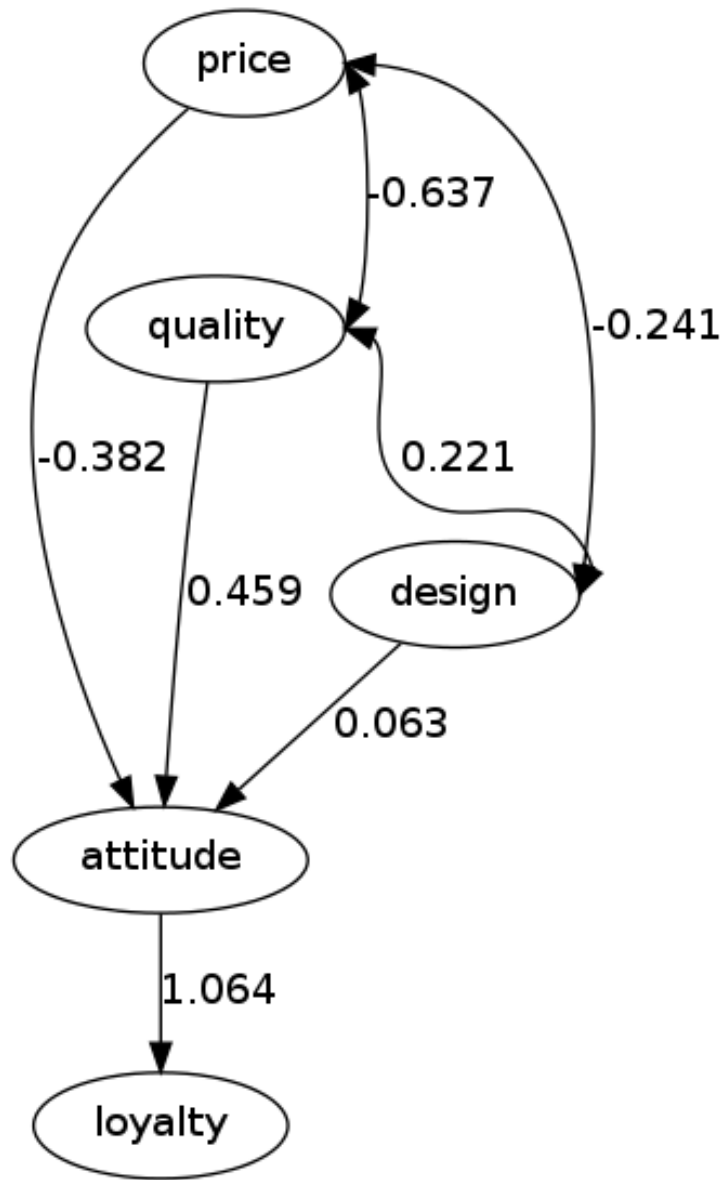 price
-0.637
quality
-0.241
-0.382
0.221
0.459
design
0.063
attitude
1.064
loyalty